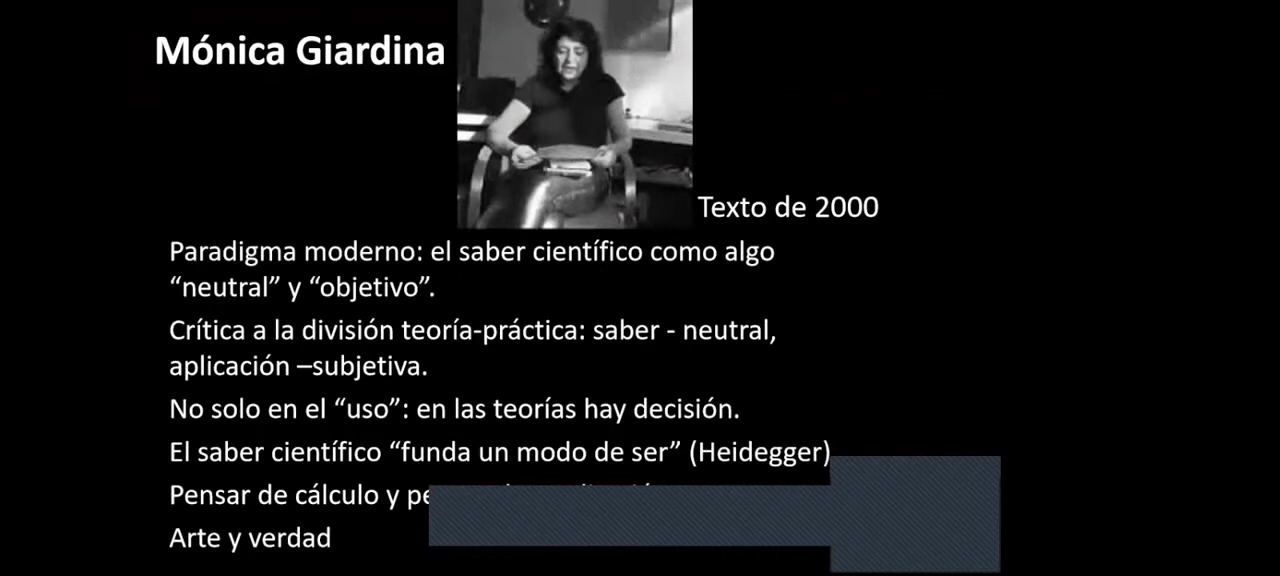 Mónica Giardina
Texto de 2000
Paradigma moderno: el saber científico como algo
“neutral” y “objetivo”.
Crítica a la división teoría-práctica: saber - neutral,
aplicación –subjetiva.
No solo en el “uso”: en las teorías hay decisión.
El saber científico “funda un modo de ser” (Heidegger)
Pensar de cálculo y
Arte y verdad